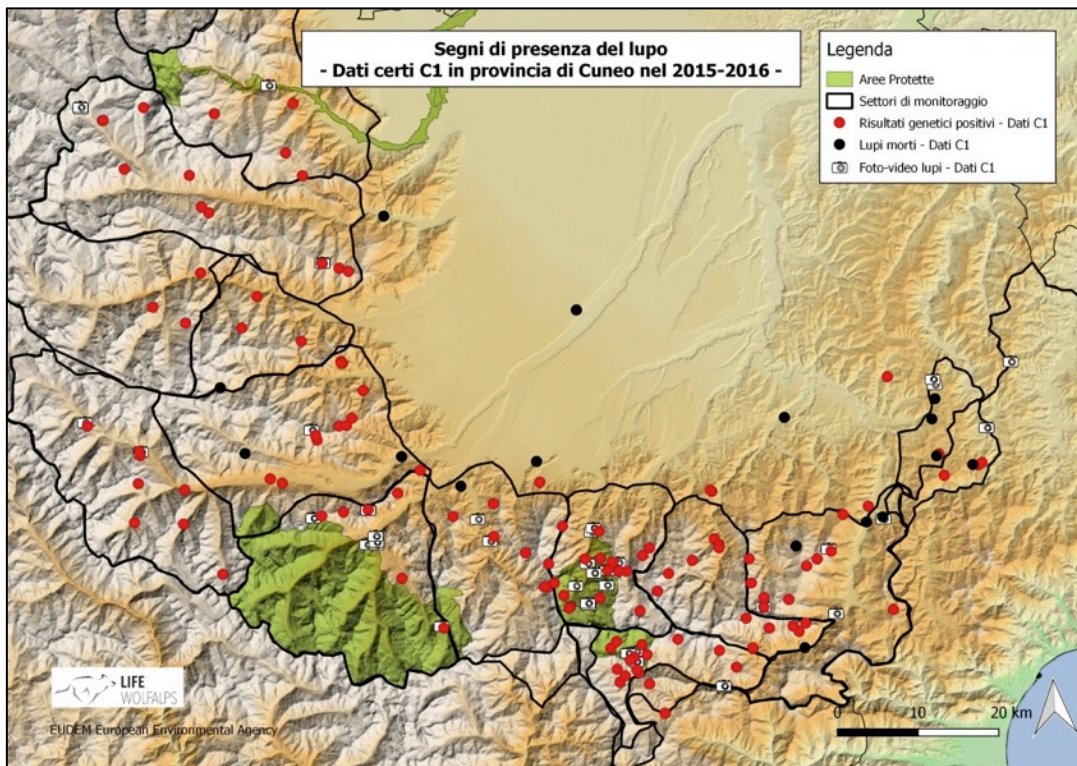 Segni di presenza del lupo
- Dati certi C1 in provincia di Cuneo nel 2015-2016 -
Legenda
Aree Protette
Settori di monitoraggio
Risultati genetici positivi - Dati C1
Lupi morti - Dati C1
Foto-video lupi - Dati C1
LIFE
WOLFALPS
EUDEM European Environmental Agency
0 10 20 km